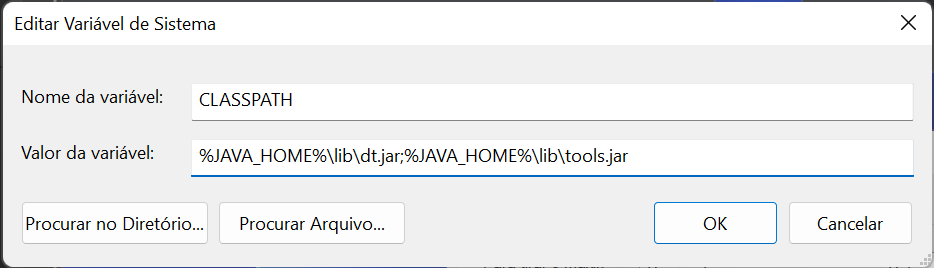 Editar Variável de Sistema
Nome da variável: CLASSPATH
Valor da variável: %JAVA_HOME%\lib\dt.jar;%JAVA_HOME%\lib\tools.jar
Procurar no Diretório... Procurar Arquivo... OK Cancelar